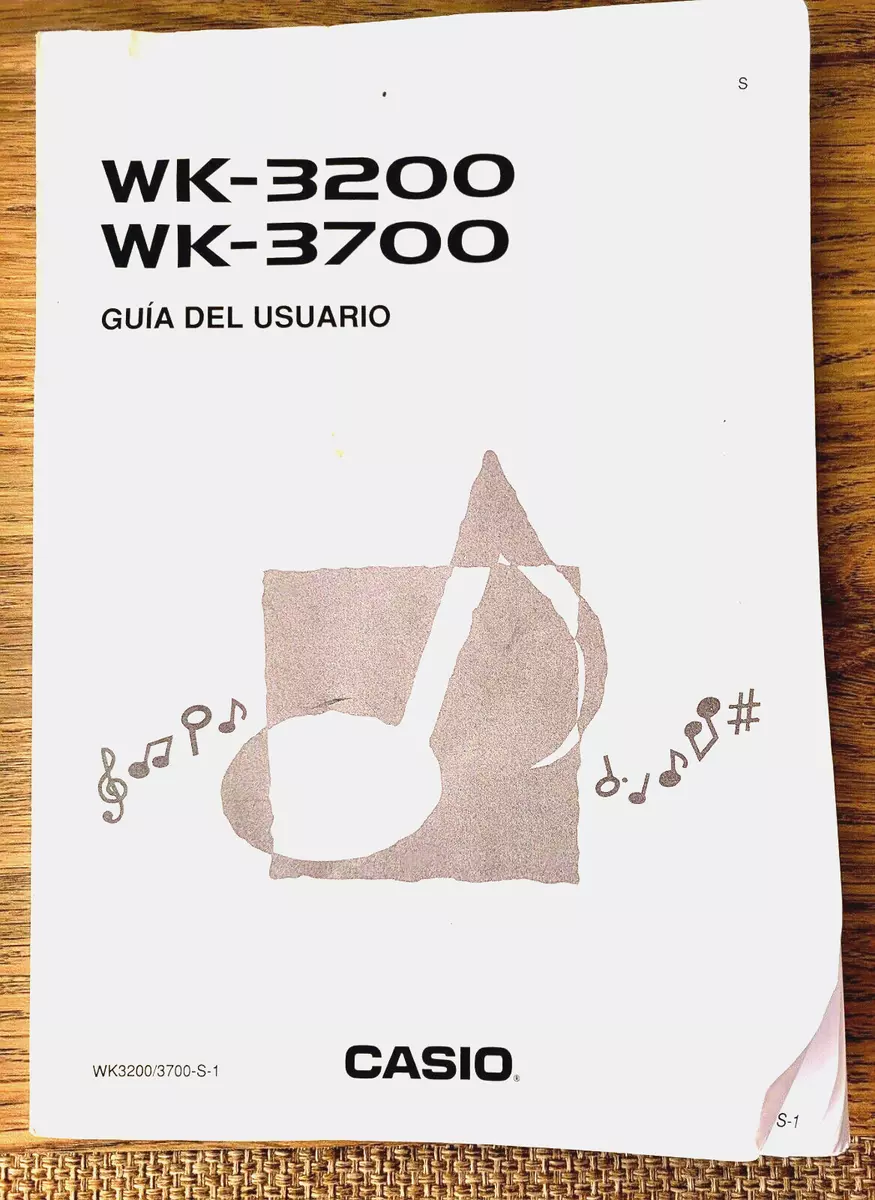 S
WK-3200
WK-3700
GUÍA DEL USUARIO
WK3200/3700-S-1
CASIO®
S-1